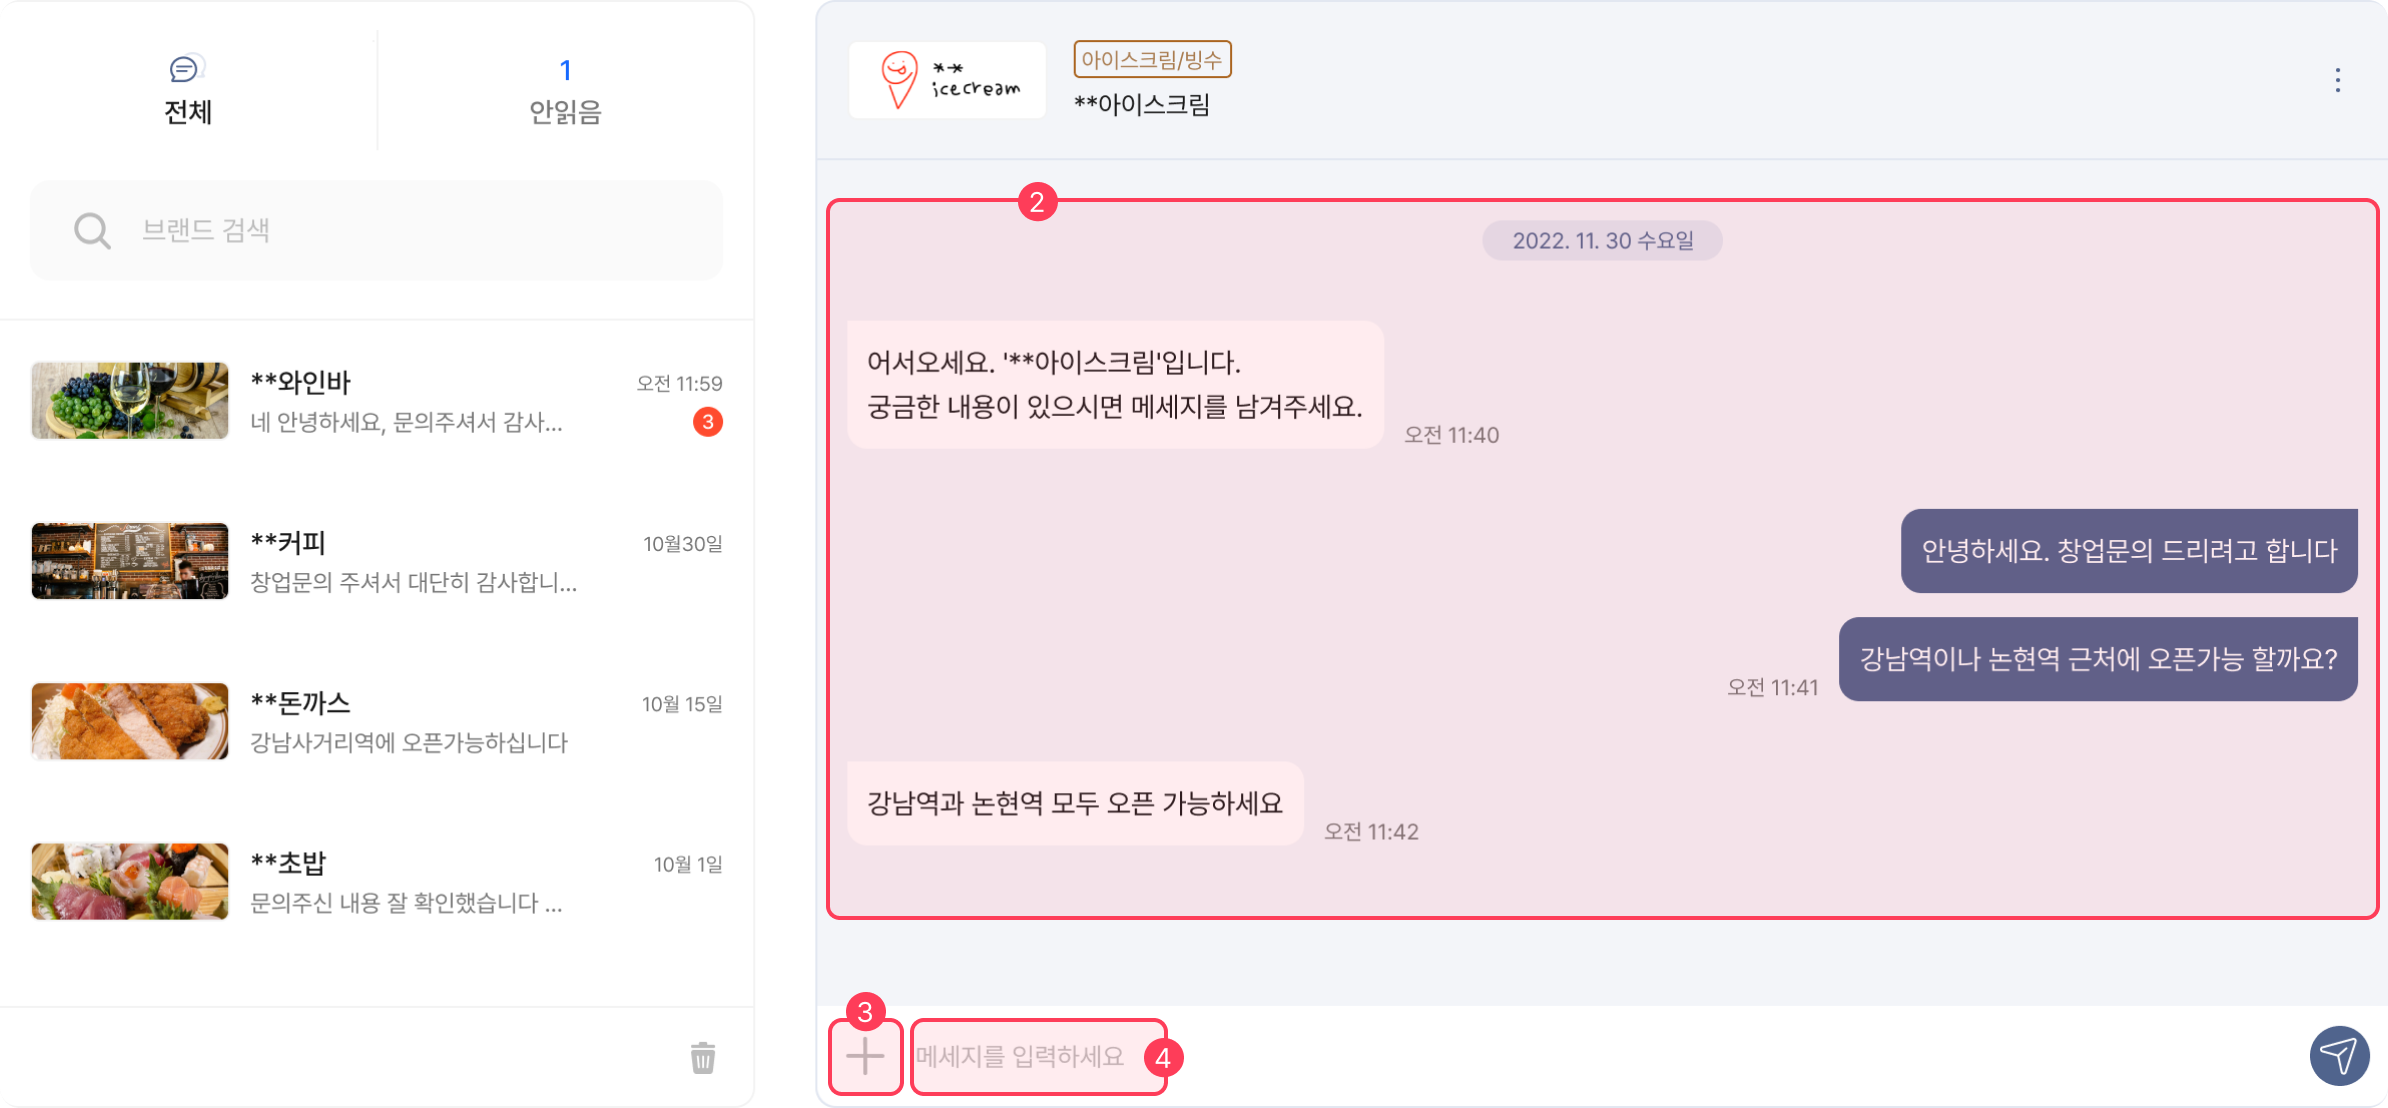 전체
1
안읽음
브랜드 검색
**와인바
오전 11:59
네 안녕하세요, 문의주셔서 감사...
3
**커피
10월30일
창업문의 주셔서 대단히 감사합니...
**돈까스
10월 15일
강남사거리역에 오픈가능하십니다
**초밥
10월 1일
문의주신 내용 잘 확인했습니다 ...
** icecream
아이스크림/빙수
**아이스크림
2
2022. 11. 30 수요일
어서오세요. '**아이스크림'입니다.
궁금한 내용이 있으시면 메세지를 남겨주세요.
오전 11:40
안녕하세요. 창업문의 드리려고 합니다
강남역이나 논현역 근처에 오픈가능 할까요?
오전 11:41
강남역과 논현역 모두 오픈 가능하세요
오전 11:42
3
메세지를 입력하세요
4